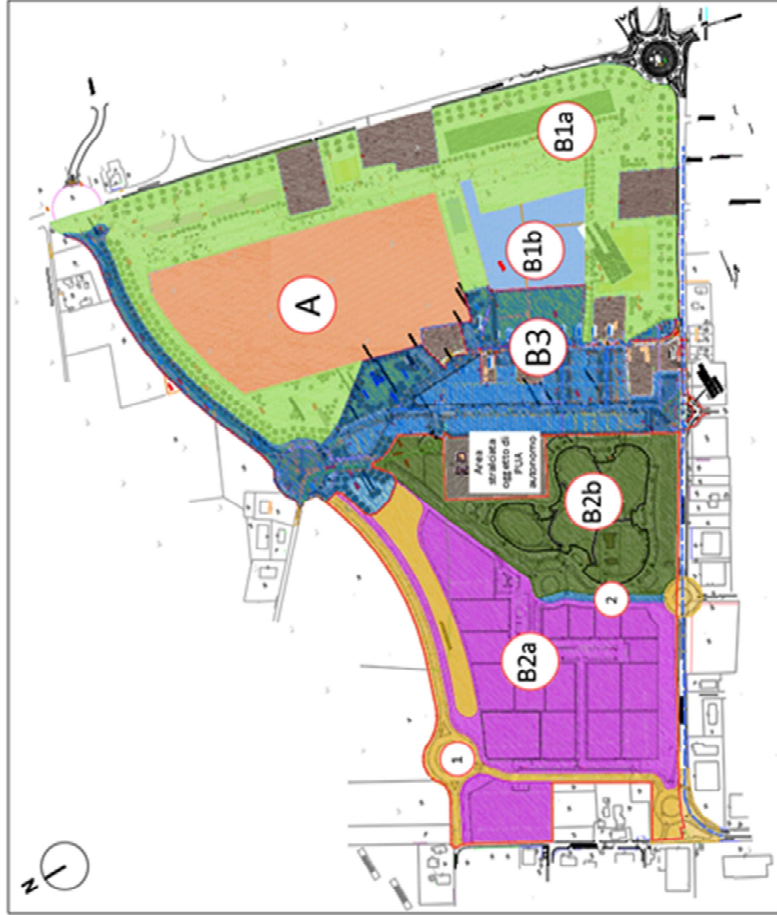 N
A
B1a
B1b
B3
Area
stralciata
oggetto di
PUA
autonomo
B2b
B2a
1
2